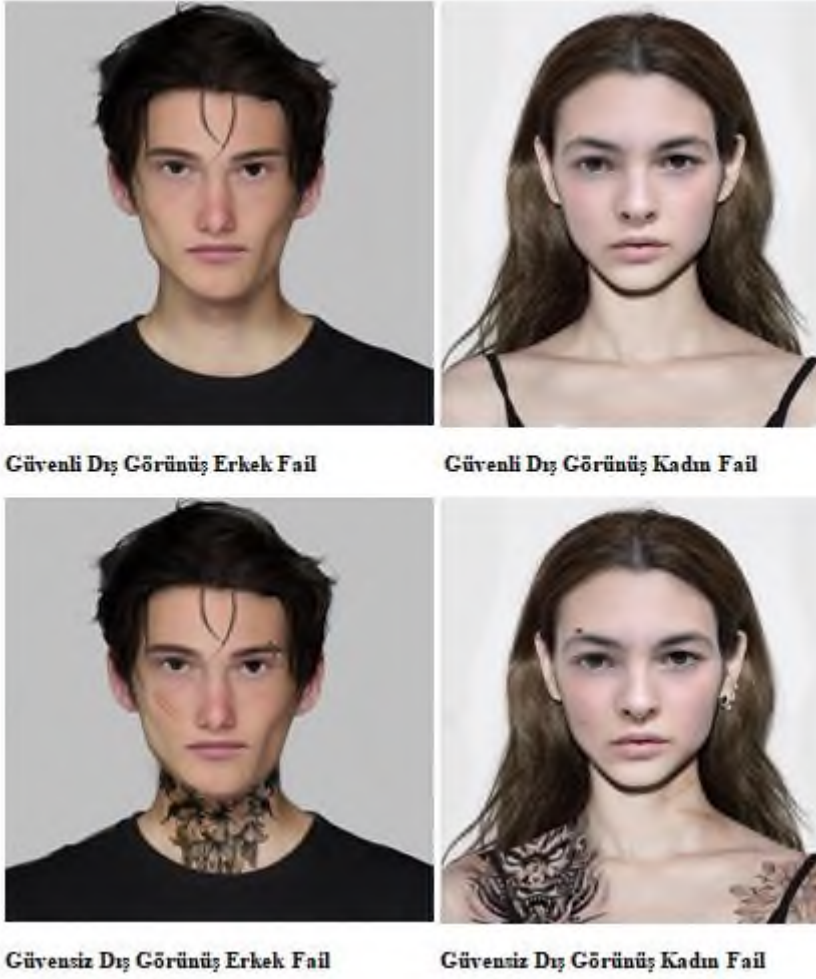 Güvenli Dış Görünüş Erkek Fail
Güvenli Dış Görünüş Kadın Fail
Güvensiz Dış Görünüş Erkek Fail
Güvensiz Dış Görünüş Kadın Fail